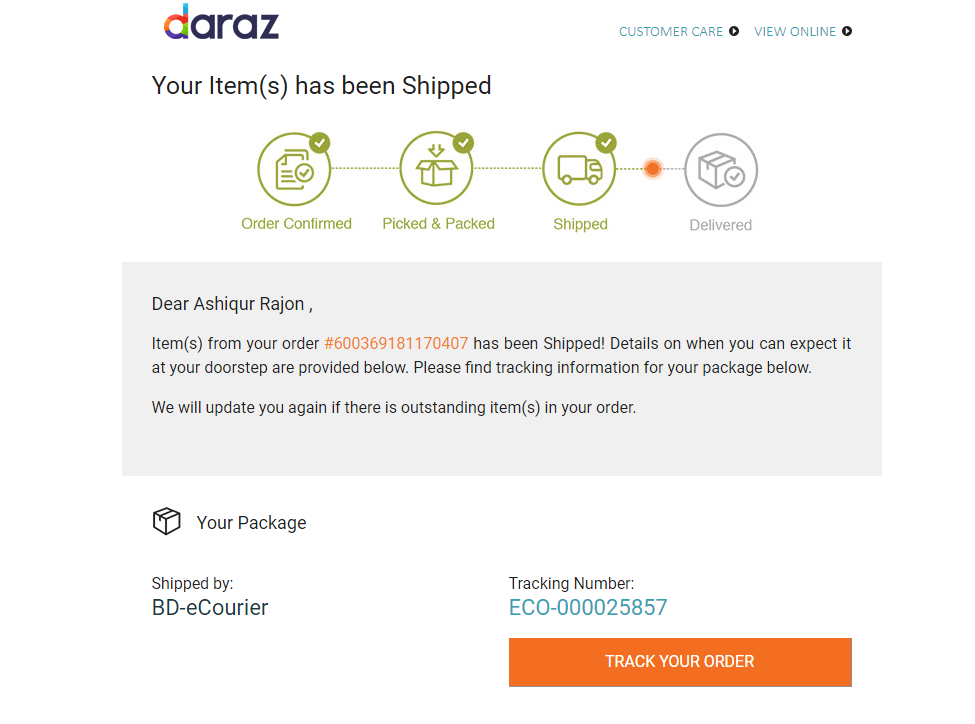 daraz
CUSTOMER CARE VIEW ONLINE
Your Item(s) has been Shipped
Order Confirmed Picked & Packed Shipped Delivered
Dear Ashiqur Rajon ,
Item(s) from your order #600369181170407 has been Shipped! Details on when you can expect it
at your doorstep are provided below. Please find tracking information for your package below.
We will update you again if there is outstanding item(s) in your order.
Your Package
Shipped by: Tracking Number:
BD-eCourier ECO-000025857
TRACK YOUR ORDER